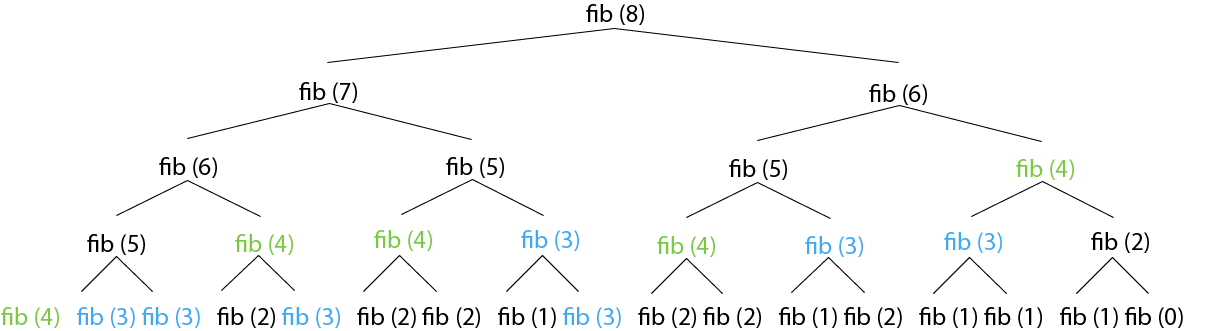 fib (8)
fib (7) fib (6)
fib (6) fib (5) fib (5) fib (4)
fib (5) fib (4) fib (4) fib (3) fib (4) fib (3) fib (3) fib (2)
fib (4) fib (3) fib (3) fib (2) fib (3) fib (2) fib (2) fib (1) fib (3) fib (2) fib (2) fib (1) fib (2) fib (1) fib (1) fib (1) fib (0)